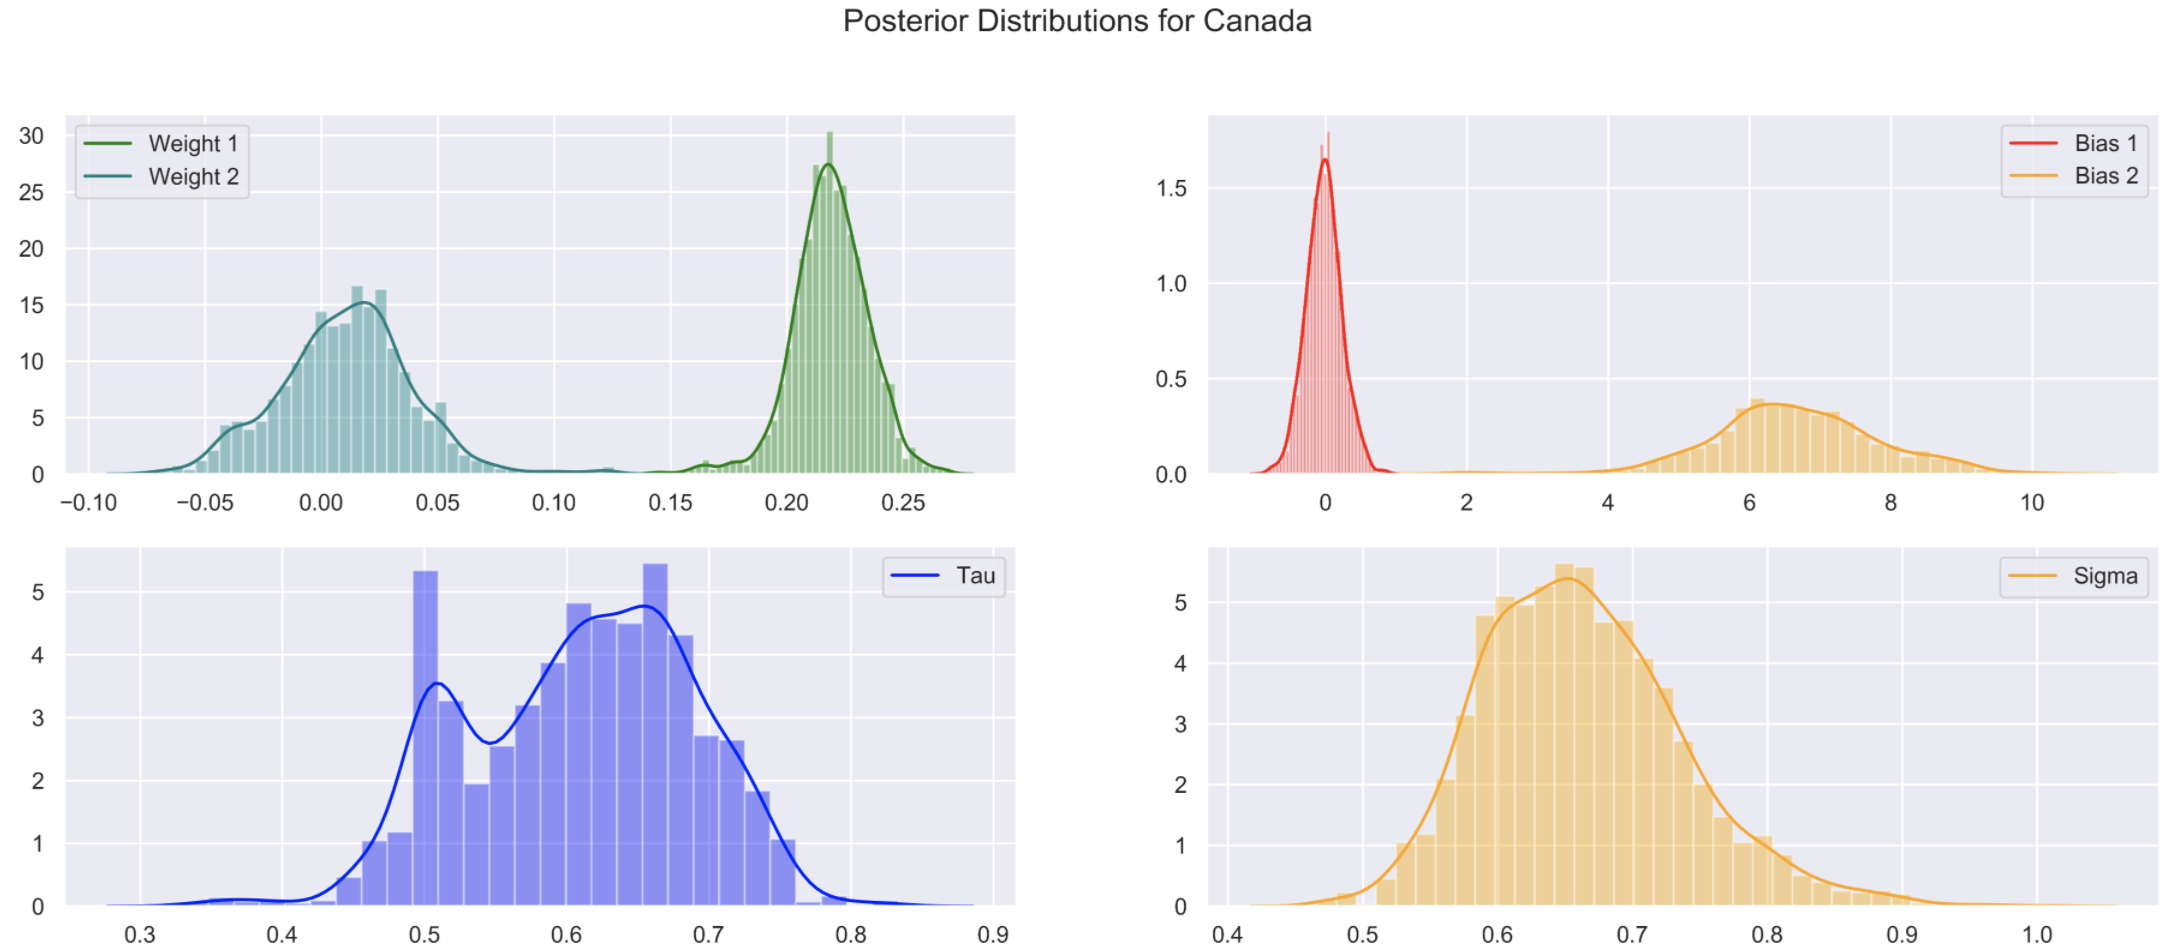 Posterior Distributions for Canada
30
25
20
15
10
5
0
Weight 1
Weight 2
−0.10 −0.05 0.00 0.05 0.10 0.15 0.20 0.25
1.5
1.0
0.5
0.0
Bias 1
Bias 2
0 2 4 6 8 10
5
4
3
2
1
0
Tau
0.3 0.4 0.5 0.6 0.7 0.8 0.9
5
4
3
2
1
0
Sigma
0.4 0.5 0.6 0.7 0.8 0.9 1.0